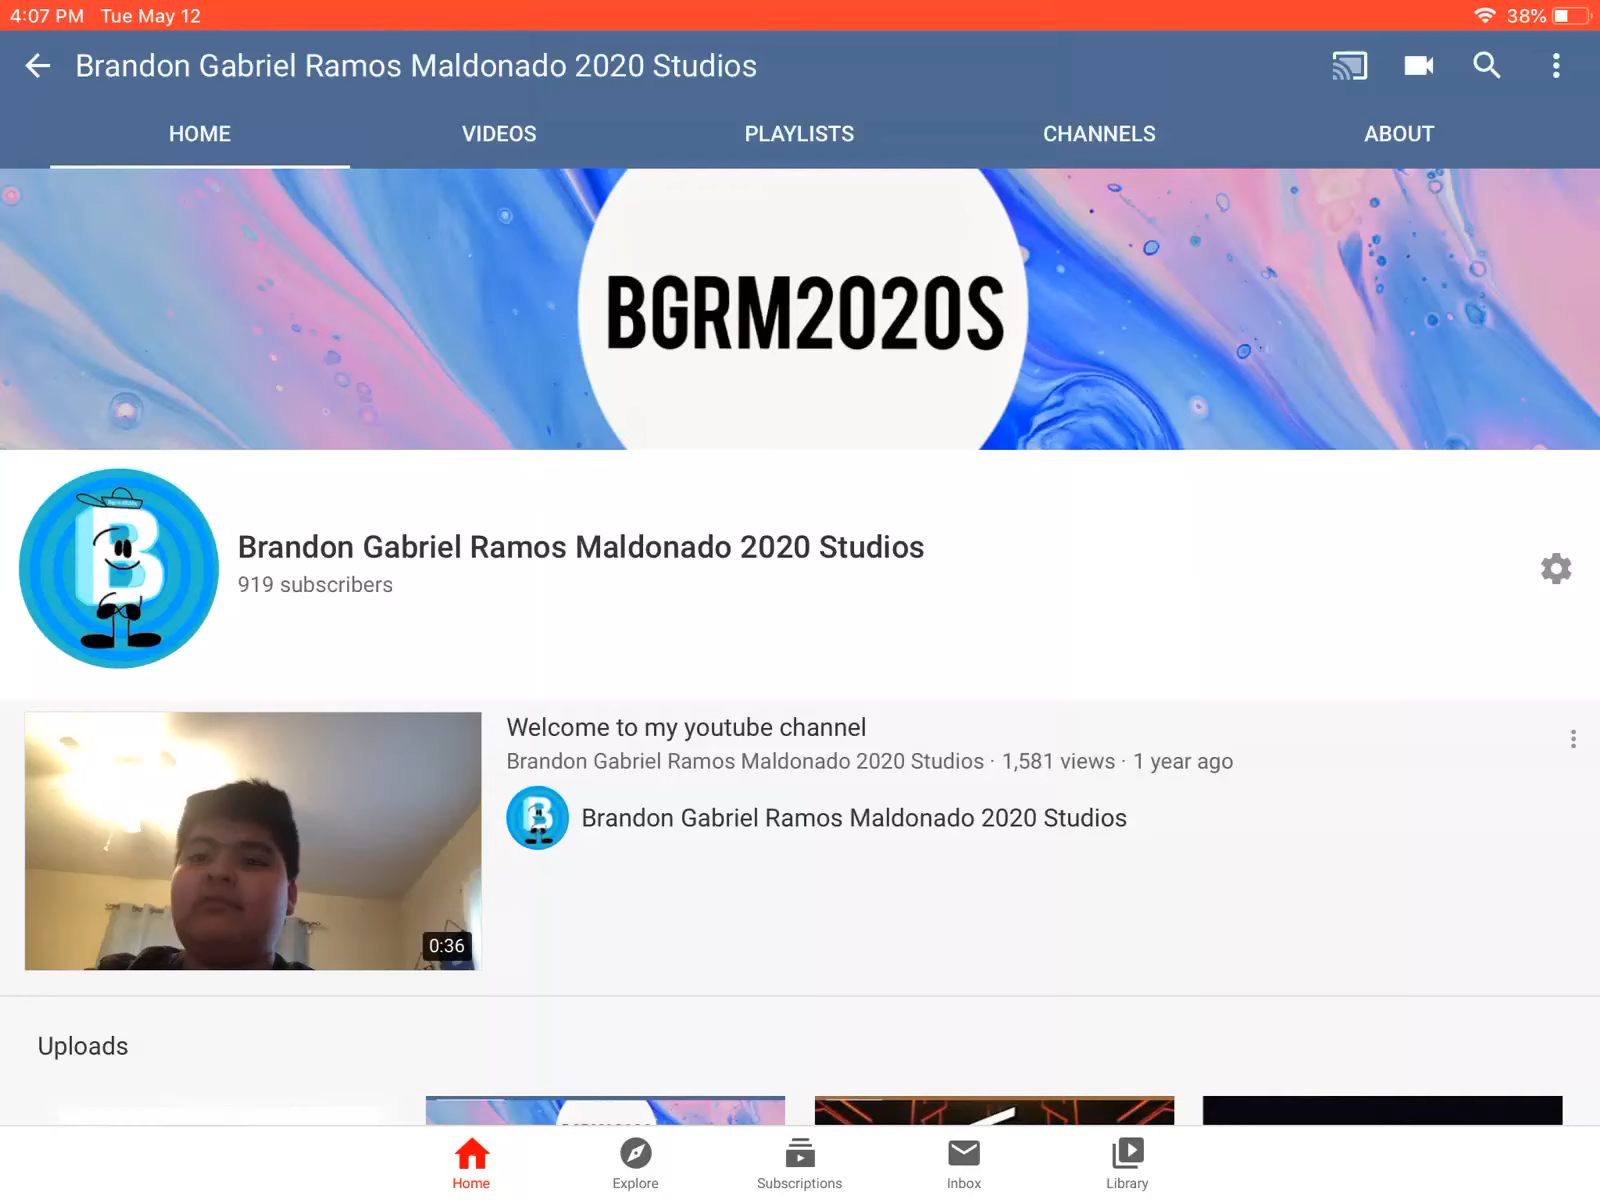 4:07 PM Tue May 12
38%
Brandon Gabriel Ramos Maldonado 2020 Studios
HOME VIDEOS PLAYLISTS CHANNELS ABOUT
BGRM2020S
B
Brandon Gabriel Ramos Maldonado 2020 Studios
919 subscribers
Welcome to my youtube channel
Brandon Gabriel Ramos Maldonado 2020 Studios · 1,581 views · 1 year ago
B
Brandon Gabriel Ramos Maldonado 2020 Studios
0:36
Uploads
Home Explore Subscriptions Inbox Library